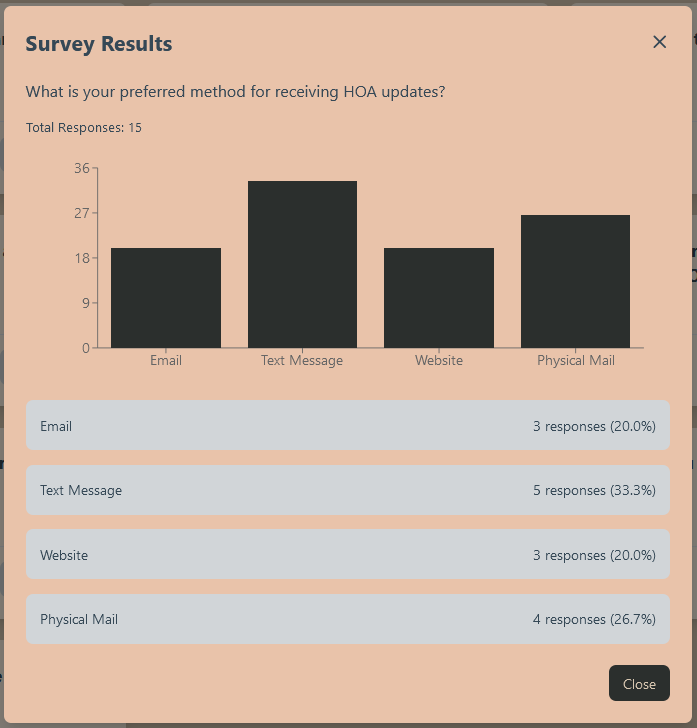 Survey Results
What is your preferred method for receiving HOA updates?
Total Responses: 15
36
27
18
9
0
Email Text Message Website Physical Mail
Email 3 responses (20.0%)
Text Message 5 responses (33.3%)
Website 3 responses (20.0%)
Physical Mail 4 responses (26.7%)
Close